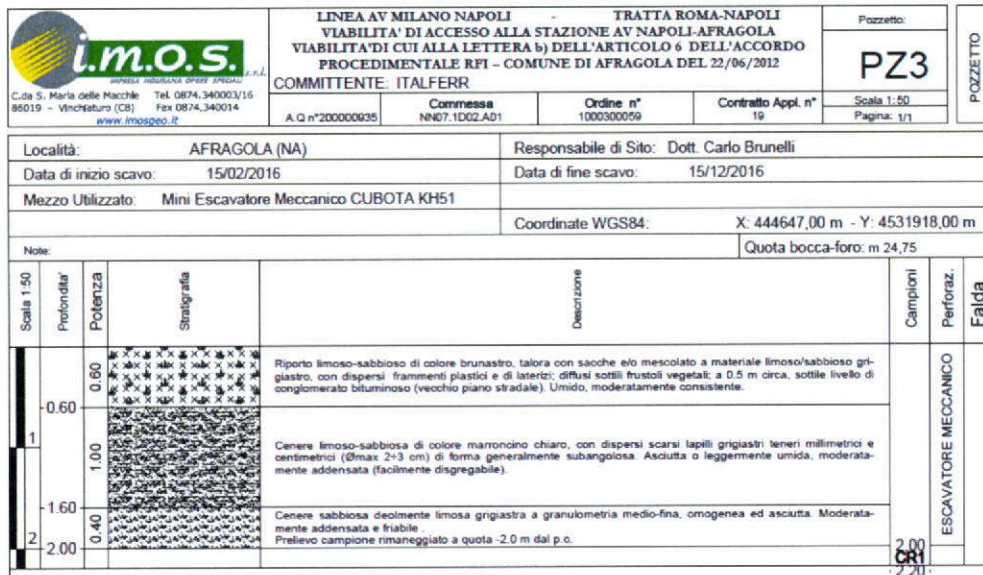 i.m.o.s. s.r.l.
IMPRESA MOLISANA OPERE SPECIALI
C.da S. Maria delle Macchie Tel. 0874.340003/16
86019 - Vinchiaturo (CB) Fax 0874.340014
www.imosgeo.it
LINEA AV MILANO NAPOLI - TRATTA ROMA-NAPOLI
VIABILITA' DI ACCESSO ALLA STAZIONE AV NAPOLI-AFRAGOLA
VIABILITA'DI CUI ALLA LETTERA b) DELL'ARTICOLO 6 DELL'ACCORDO
PROCEDIMENTALE RFI – COMUNE DI AFRAGOLA DEL 22/06/2012
COMMITTENTE: ITALFERR
A.Q n°200000935
Commessa
NN07.1D02.A01
Ordine n°
1000300059
Contratto Appl. n°
19
Pozzetto:
PZ3
Scala 1:50
Pagina: 1/1
POZZETTO
Località: AFRAGOLA (NA)
Responsabile di Sito: Dott. Carlo Brunelli
Data di inizio scavo: 15/02/2016
Data di fine scavo: 15/12/2016
Mezzo Utilizzato: Mini Escavatore Meccanico CUBOTA KH51
Coordinate WGS84: X: 444647,00 m - Y: 4531918,00 m
Note:
Quota bocca-foro: m 24,75
Scala 1:50
Profondita'
Potenza
Stratigrafia
Descrizione
Campioni
Perforaz.
Falda
0.60
Riporto limoso-sabbioso di colore brunastro, talora con sacche e/o mescolato a materiale limoso/sabbioso gri-
giastro, con dispersi frammenti plastici e di laterizi; diffusi sottili frustoli vegetali; a 0.5 m circa, sottile livello di
conglomerato bituminoso (vecchio piano stradale). Umido, moderatamente consistente.
0.60
1
1.00
Cenere limoso-sabbiosa di colore marroncino chiaro, con dispersi scarsi lapilli grigiastri teneri millimetrici e
centimetrici (Ømax 2÷3 cm) di forma generalmente subangolosa. Asciutta o leggermente umida, moderata-
mente addensata (facilmente disgregabile).
1.60
0.40
Cenere sabbiosa deolmente limosa grigiastra a granulometria medio-fina, omogenea ed asciutta. Moderata-
mente addensata e friabile .
Prelievo campione rimaneggiato a quota -2.0 m dal p.c.
2
2.00
2.00
CR1
2.20
ESCAVATORE MECCANICO